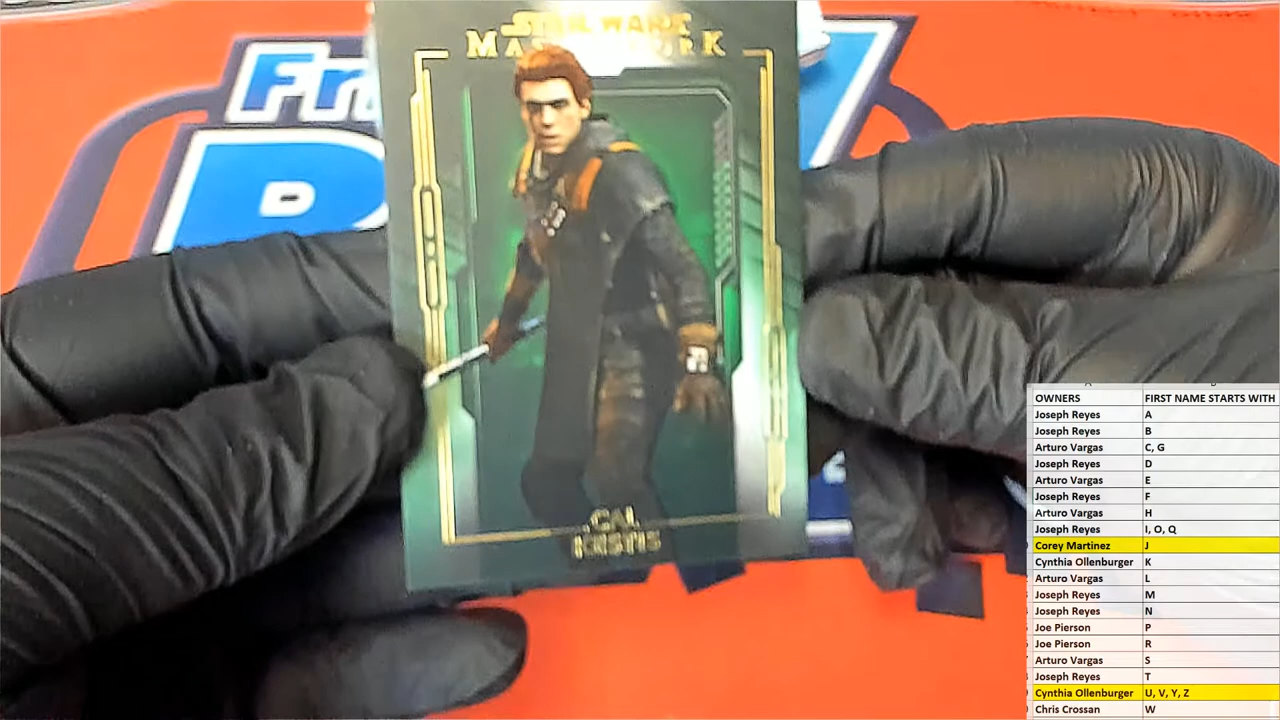 STAR WARS
MASTERWORK
CAL
KESTIS
OWNERS FIRST NAME STARTS WITH
Joseph Reyes A
Joseph Reyes B
Arturo Vargas C, G
Joseph Reyes D
Arturo Vargas E
Joseph Reyes F
Arturo Vargas H
Joseph Reyes I, O, Q
Corey Martinez J
Cynthia Ollenburger K
Arturo Vargas L
Joseph Reyes M
Joseph Reyes N
Joe Pierson P
Joe Pierson R
Arturo Vargas S
Joseph Reyes T
Cynthia Ollenburger U, V, Y, Z
Chris Crossan W